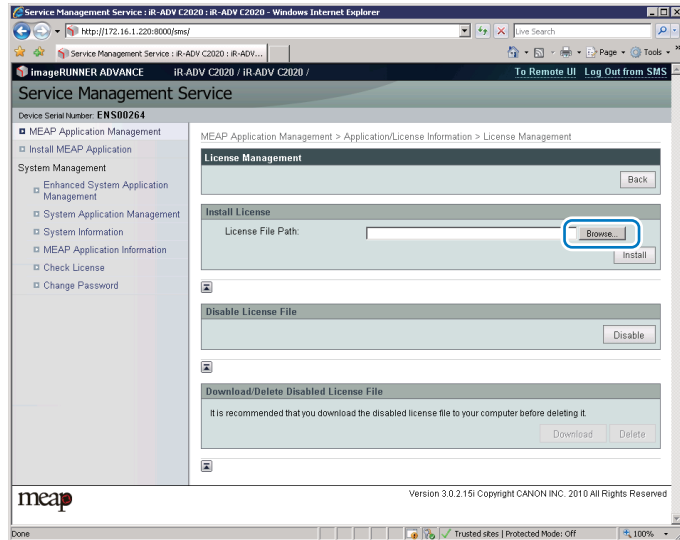 Service Management Service : iR-ADV C2020 : iR-ADV C2020 - Windows Internet Explorer
http://172.16.1.220:8000/sms/
Live Search
Service Management Service : iR-ADV C2020 : iR-ADV...
Page Tools
imageRUNNER ADVANCE iR-ADV C2020 / iR-ADV C2020 / To Remote UI Log Out from SMS
Service Management Service
Device Serial Number: ENS00264
MEAP Application Management
Install MEAP Application
System Management
Enhanced System Application
Management
System Application Management
System Information
MEAP Application Information
Check License
Change Password
MEAP Application Management > Application/License Information > License Management
License Management
Back
Install License
License File Path: Browse...
Install
Disable License File
Disable
Download/Delete Disabled License File
It is recommended that you download the disabled license file to your computer before deleting it.
Download Delete
meap Version 3.0.2.15i Copyright CANON INC. 2010 All Rights Reserved
Done Trusted sites | Protected Mode: Off 100%